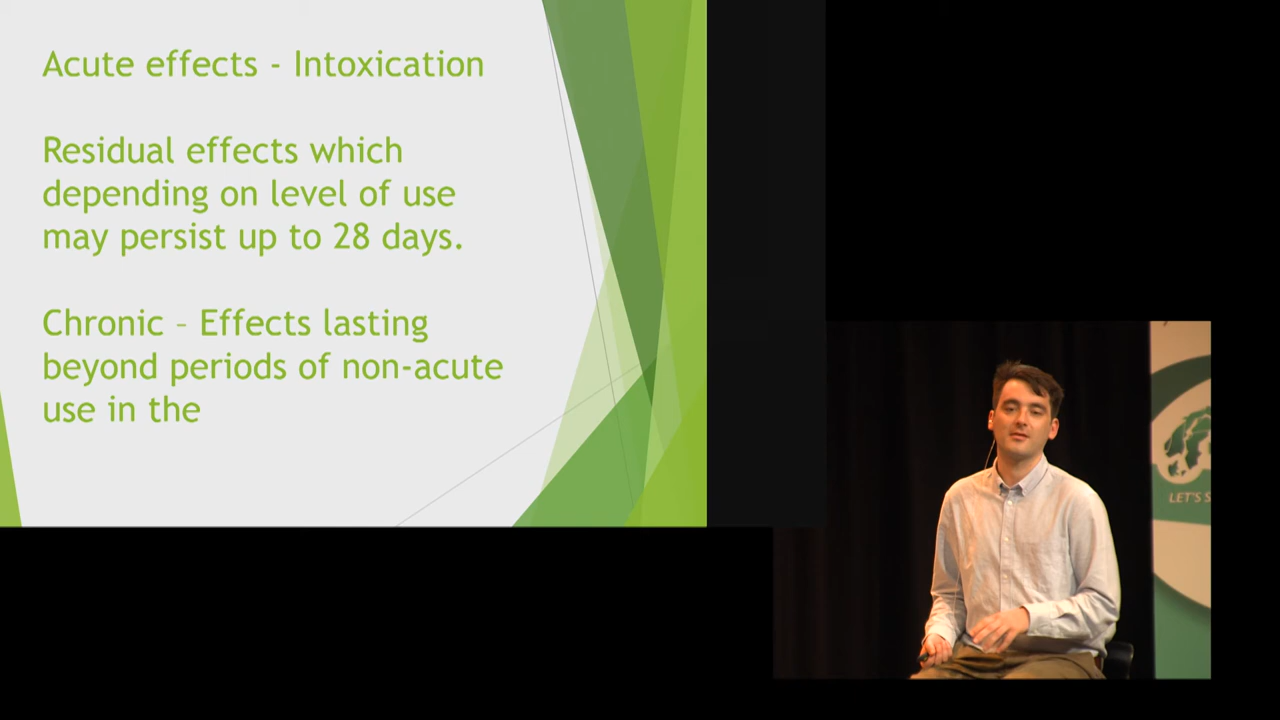 Acute effects - Intoxication
Residual effects which
depending on level of use
may persist up to 28 days.
Chronic – Effects lasting
beyond periods of non-acute
use in the
LET'S